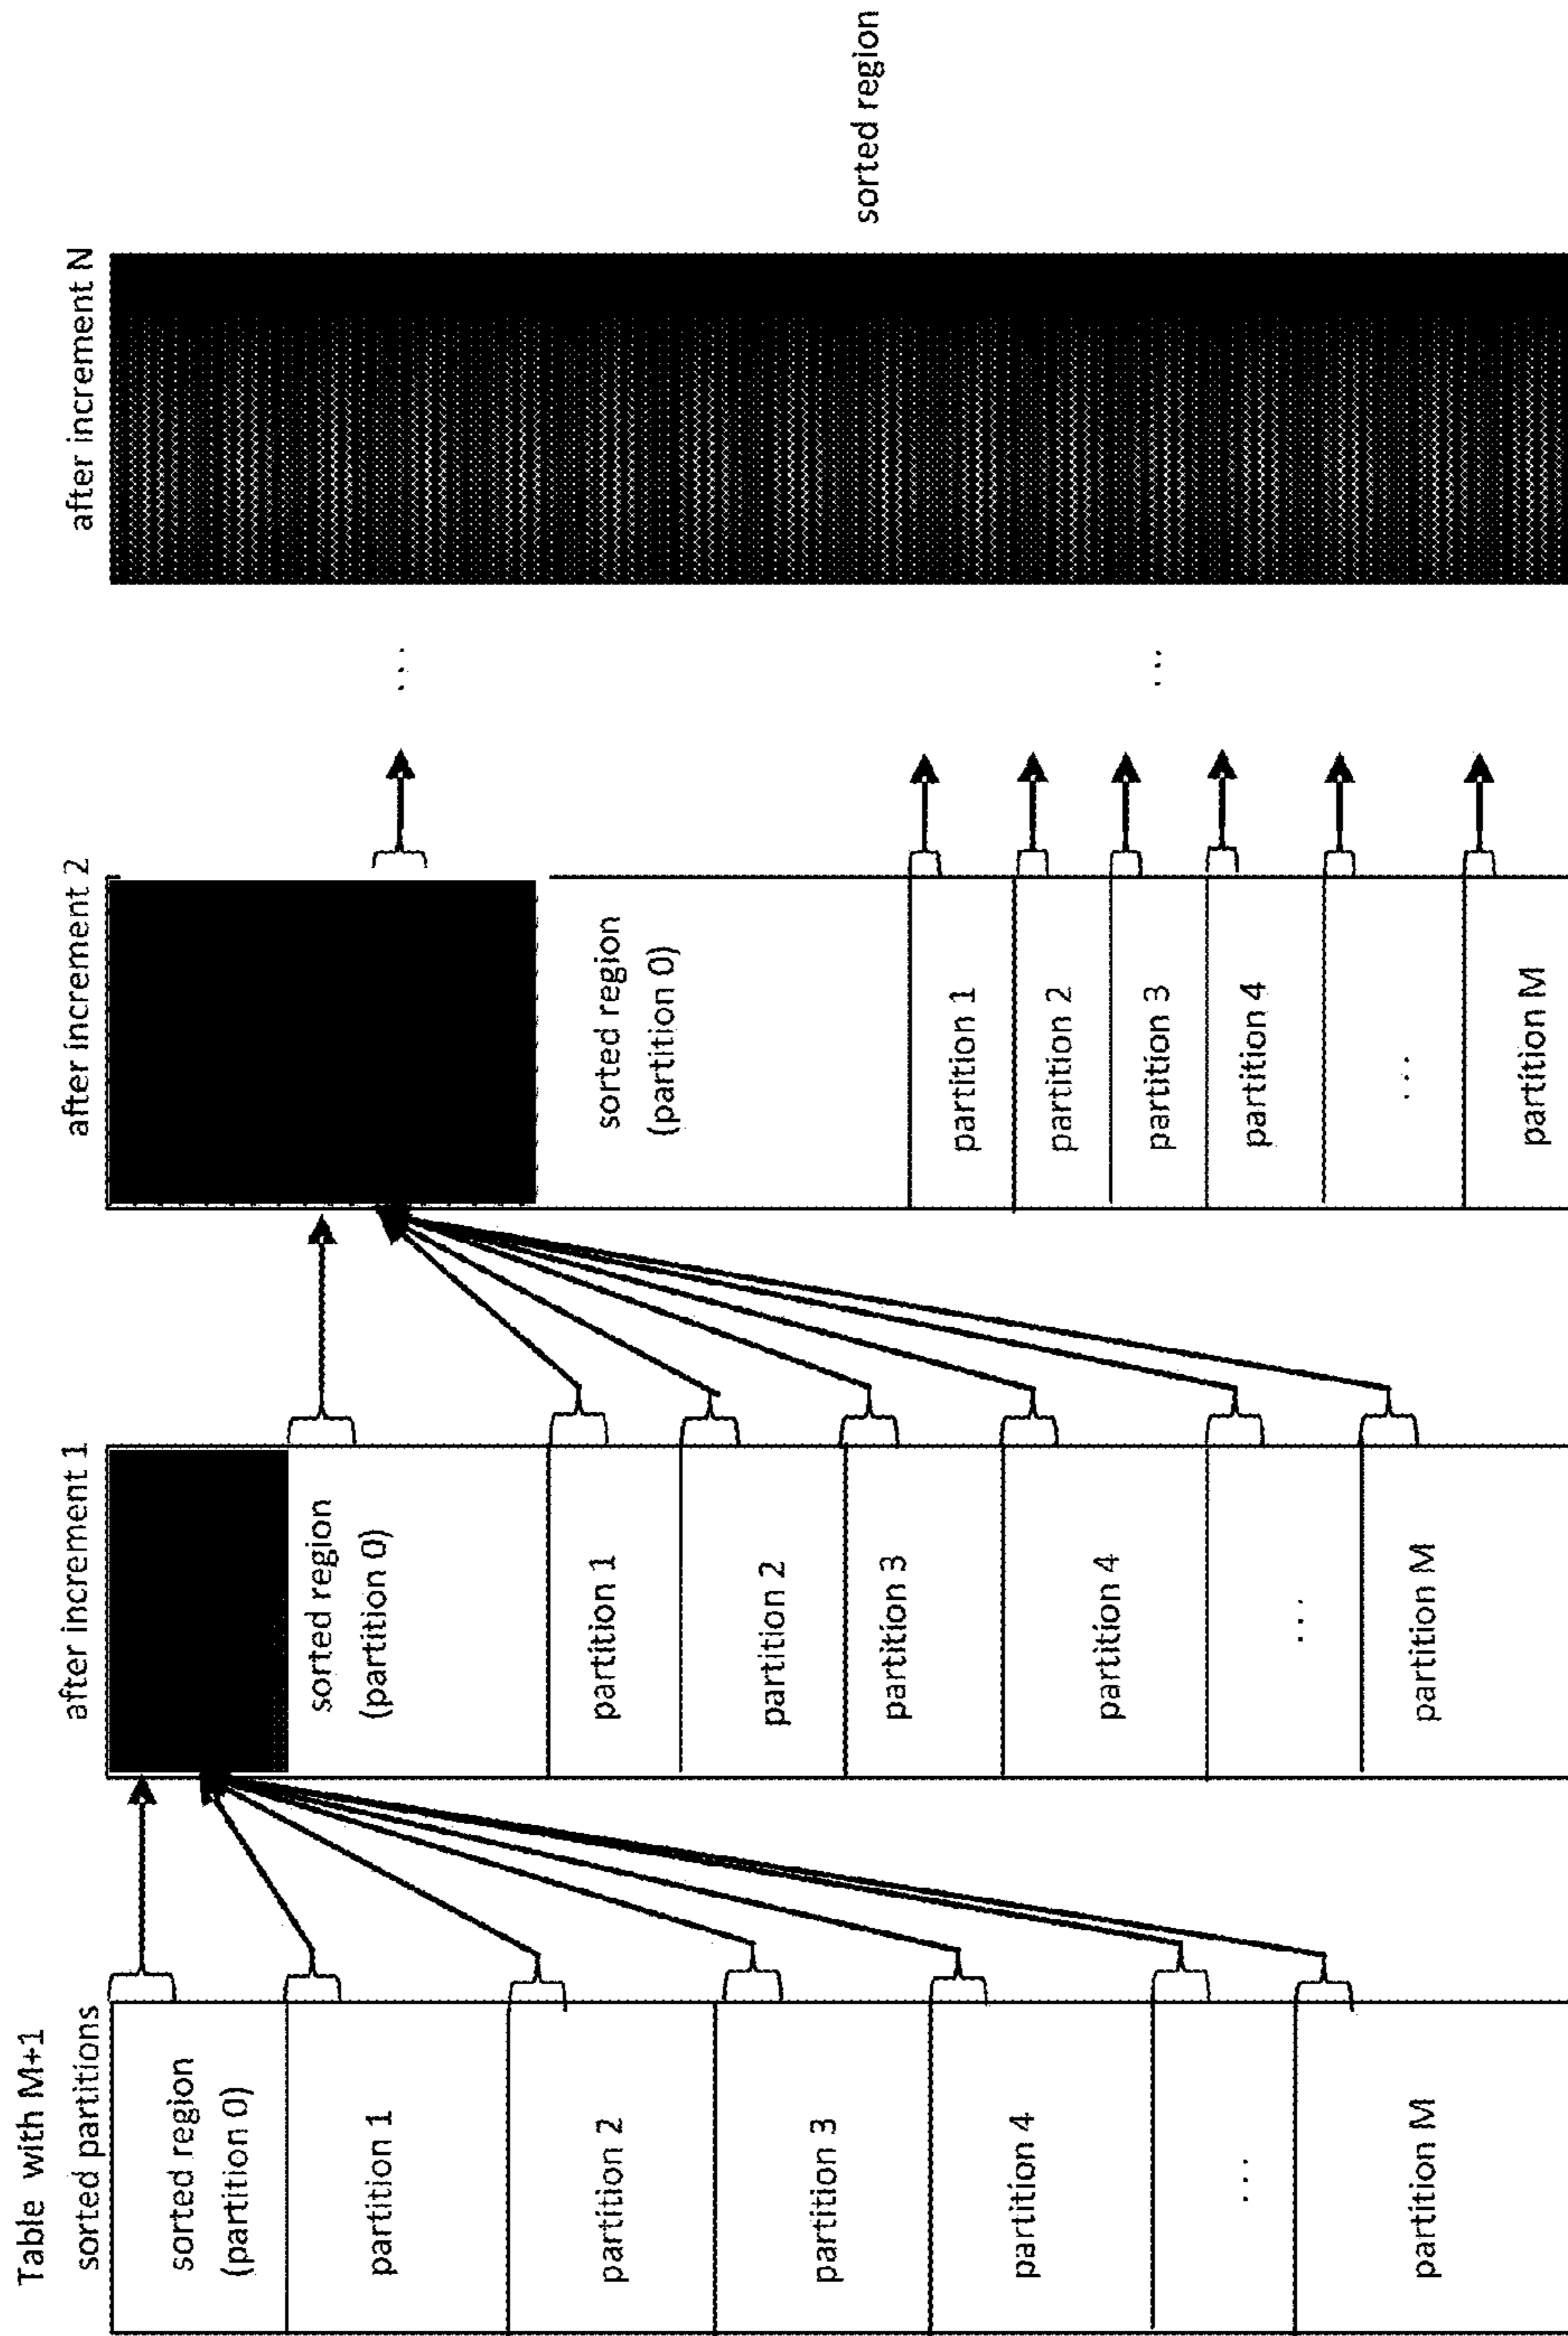 Table with M+1
sorted partitions
sorted region
(partition 0)
partition 1
partition 2
partition 3
partition 4
...
partition M
after increment 1
sorted region
(partition 0)
partition 1
partition 2
partition 3
partition 4
...
partition M
after increment 2
sorted region
(partition 0)
partition 1
partition 2
partition 3
partition 4
...
partition M
...
...
after increment N
sorted region